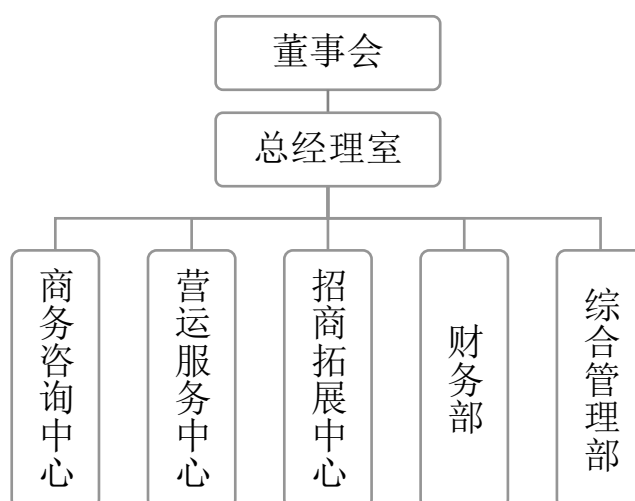 董事会
总经理室
商务咨询中心
营运服务中心
招商拓展中心
财务部
综合管理部